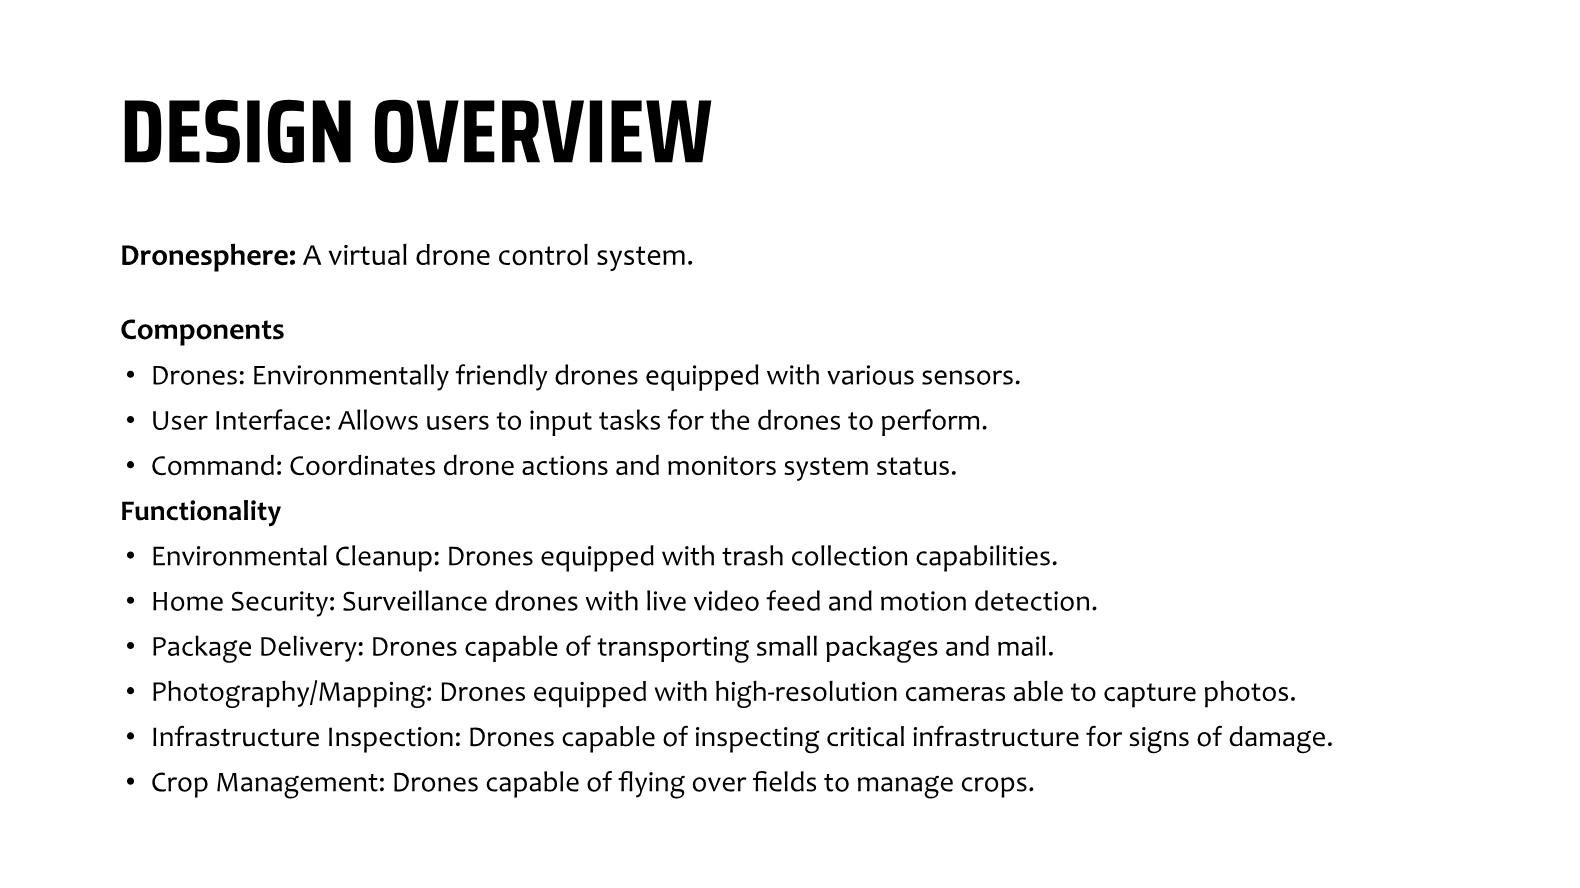 DESIGN OVERVIEW
Dronesphere: A virtual drone control system.
Components
• Drones: Environmentally friendly drones equipped with various sensors.
• User Interface: Allows users to input tasks for the drones to perform.
• Command: Coordinates drone actions and monitors system status.
Functionality
• Environmental Cleanup: Drones equipped with trash collection capabilities.
• Home Security: Surveillance drones with live video feed and motion detection.
• Package Delivery: Drones capable of transporting small packages and mail.
• Photography/Mapping: Drones equipped with high-resolution cameras able to capture photos.
• Infrastructure Inspection: Drones capable of inspecting critical infrastructure for signs of damage.
• Crop Management: Drones capable of flying over fields to manage crops.